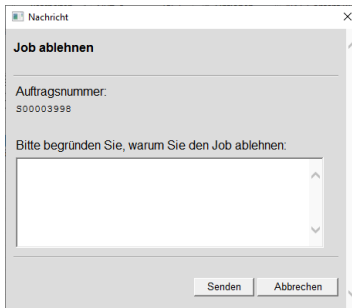 Nachricht
Job ablehnen
Auftragsnummer:
S00003998
Bitte begründen Sie, warum Sie den Job ablehnen:
Senden Abbrechen